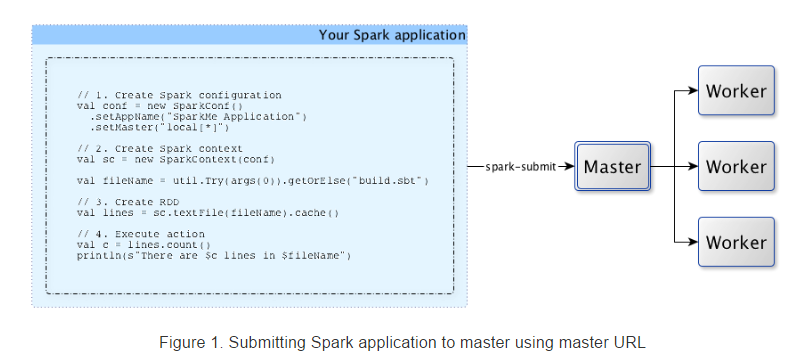 Your Spark application
// 1. Create Spark configuration
val conf = new SparkConf()
.setAppName("SparkMe Application")
.setMaster("local[*]")
// 2. Create Spark context
val sc = new SparkContext(conf)
val fileName = util.Try(args(0)).getOrElse("build.sbt")
// 3. Create RDD
val lines = sc.textFile(fileName).cache()
// 4. Execute action
val c = lines.count()
println(s"There are $c lines in $fileName")
spark-submit
Master
Worker
Worker
Worker
Figure 1. Submitting Spark application to master using master URL